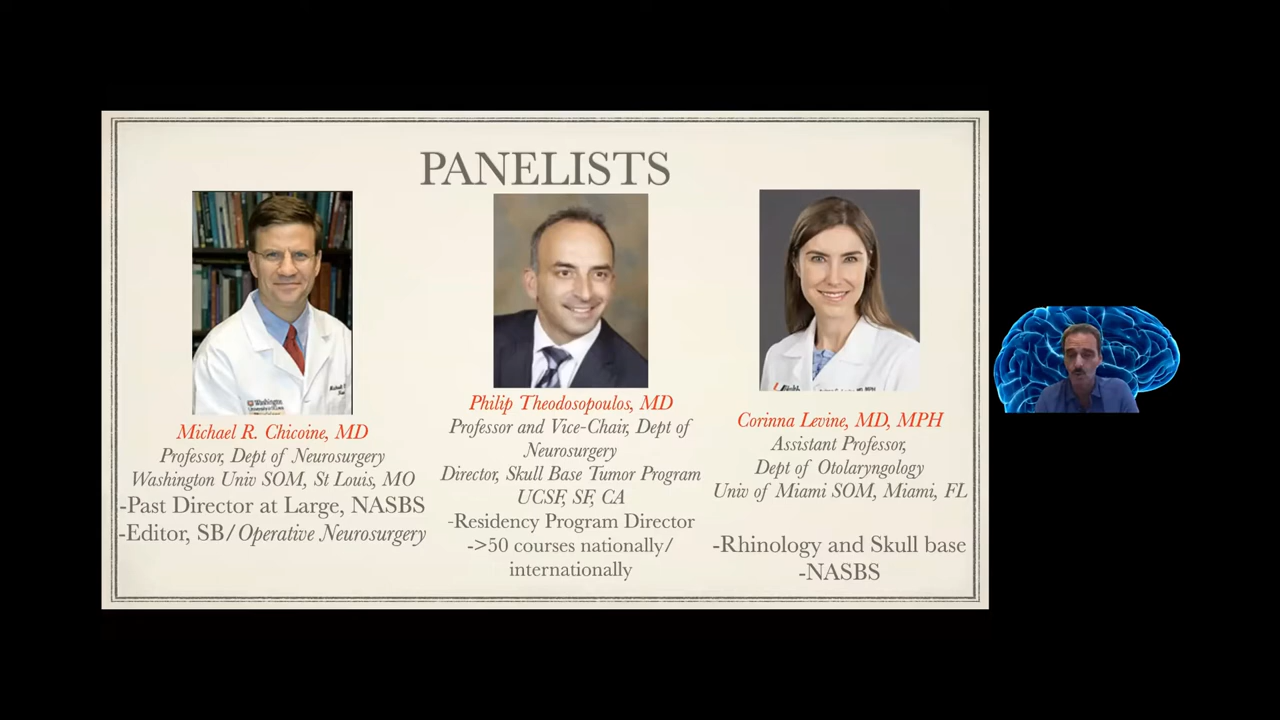 PANELISTS
Michael R. Chicoine, MD
Professor, Dept of Neurosurgery
Washington Univ SOM, St Louis, MO
-Past Director at Large, NASBS
-Editor, SB/Operative Neurosurgery
Philip Theodosopoulos, MD
Professor and Vice-Chair, Dept of
Neurosurgery
Director, Skull Base Tumor Program
UCSF, SF, CA
-Residency Program Director
->50 courses nationally/
internationally
Corinna Levine, MD, MPH
Assistant Professor,
Dept of Otolaryngology
Univ of Miami SOM, Miami, FL
-Rhinology and Skull base
-NASBS
Washington